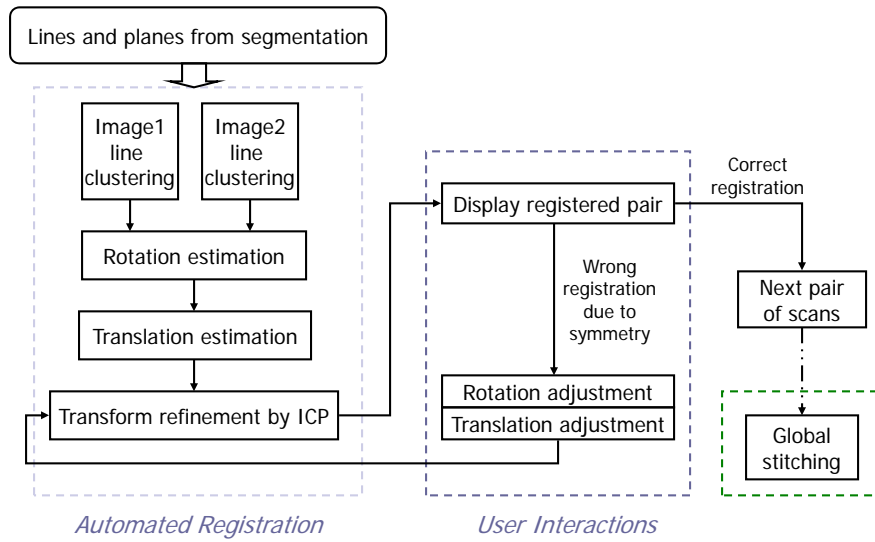 Lines and planes from segmentation
Image1
line
clustering
Image2
line
clustering
Rotation estimation
Translation estimation
Transform refinement by ICP
Automated Registration
Display registered pair
Wrong
registration
due to
symmetry
Rotation adjustment
Translation adjustment
User Interactions
Correct
registration
Next pair
of scans
Global
stitching